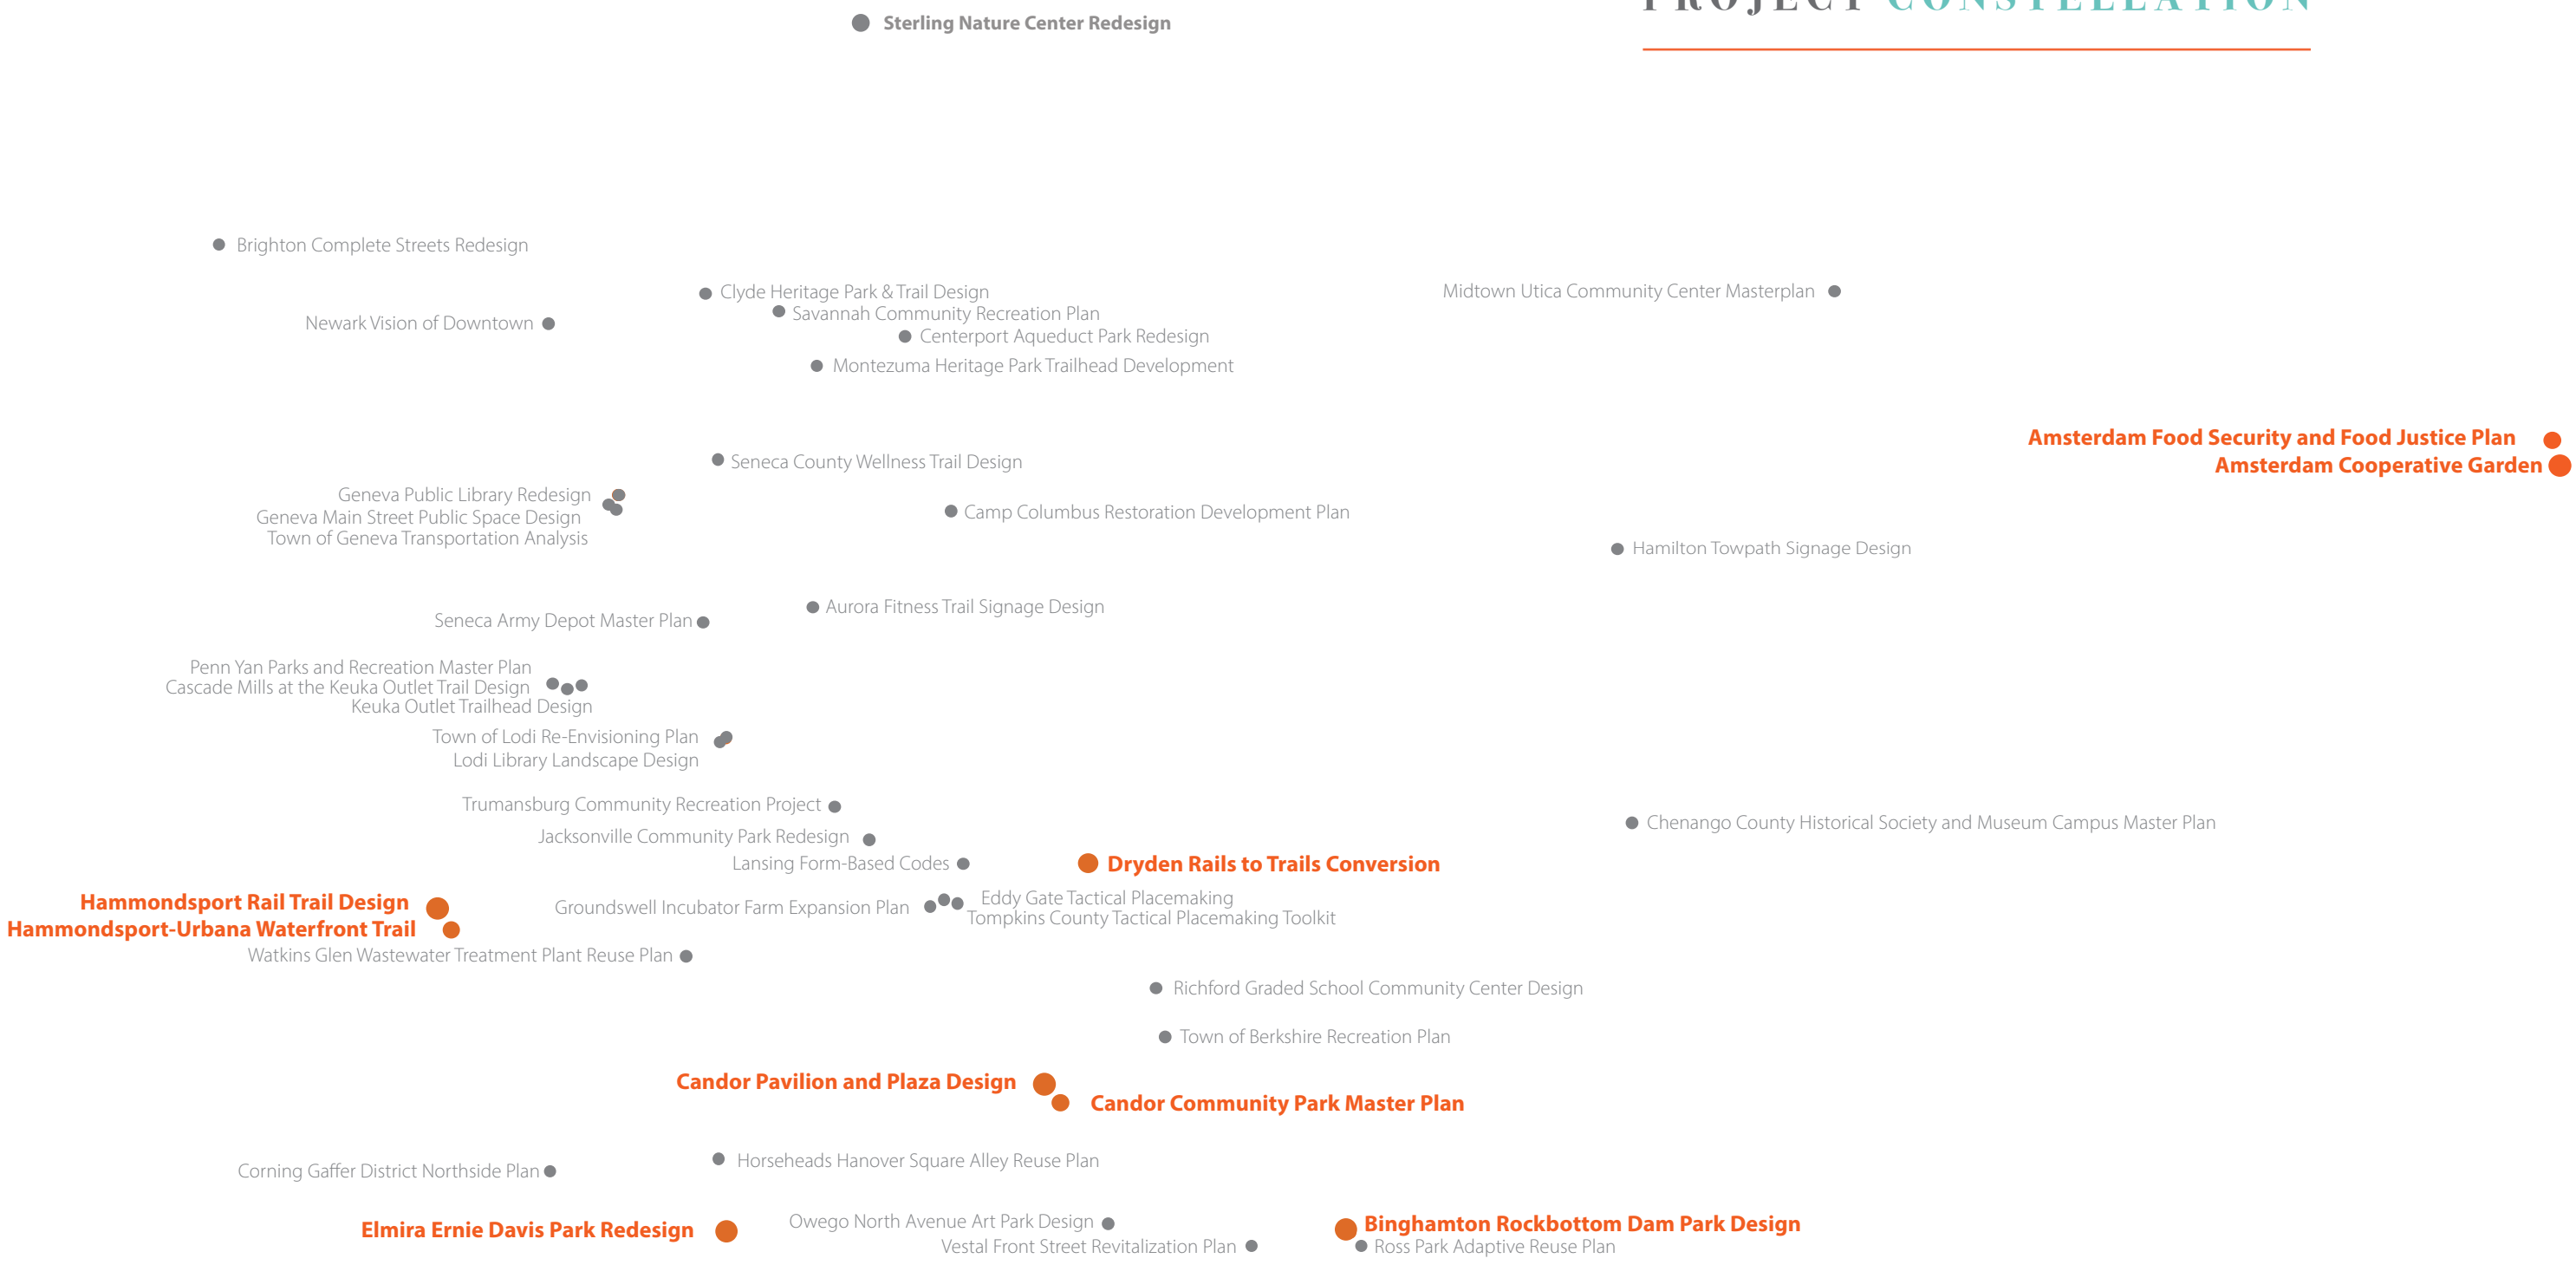 PROJECT CONSTELLATION
Sterling Nature Center Redesign
Brighton Complete Streets Redesign
Clyde Heritage Park & Trail Design
Midtown Utica Community Center Masterplan
Savannah Community Recreation Plan
Newark Vision of Downtown
Centerport Aqueduct Park Redesign
Montezuma Heritage Park Trailhead Development
Amsterdam Food Security and Food Justice Plan
Amsterdam Cooperative Garden
Seneca County Wellness Trail Design
Geneva Public Library Redesign
Geneva Main Street Public Space Design
Town of Geneva Transportation Analysis
Camp Columbus Restoration Development Plan
Hamilton Towpath Signage Design
Aurora Fitness Trail Signage Design
Seneca Army Depot Master Plan
Penn Yan Parks and Recreation Master Plan
Cascade Mills at the Keuka Outlet Trail Design
Keuka Outlet Trailhead Design
Town of Lodi Re-Envisioning Plan
Lodi Library Landscape Design
Trumansburg Community Recreation Project
Chenango County Historical Society and Museum Campus Master Plan
Jacksonville Community Park Redesign
Lansing Form-Based Codes
Dryden Rails to Trails Conversion
Hammondsport Rail Trail Design
Hammondsport-Urbana Waterfront Trail
Groundswell Incubator Farm Expansion Plan
Eddy Gate Tactical Placemaking
Tompkins County Tactical Placemaking Toolkit
Watkins Glen Wastewater Treatment Plant Reuse Plan
Richford Graded School Community Center Design
Town of Berkshire Recreation Plan
Candor Pavilion and Plaza Design
Candor Community Park Master Plan
Horseheads Hanover Square Alley Reuse Plan
Corning Gaffer District Northside Plan
Elmira Ernie Davis Park Redesign
Owego North Avenue Art Park Design
Binghamton Rockbottom Dam Park Design
Vestal Front Street Revitalization Plan
Ross Park Adaptive Reuse Plan